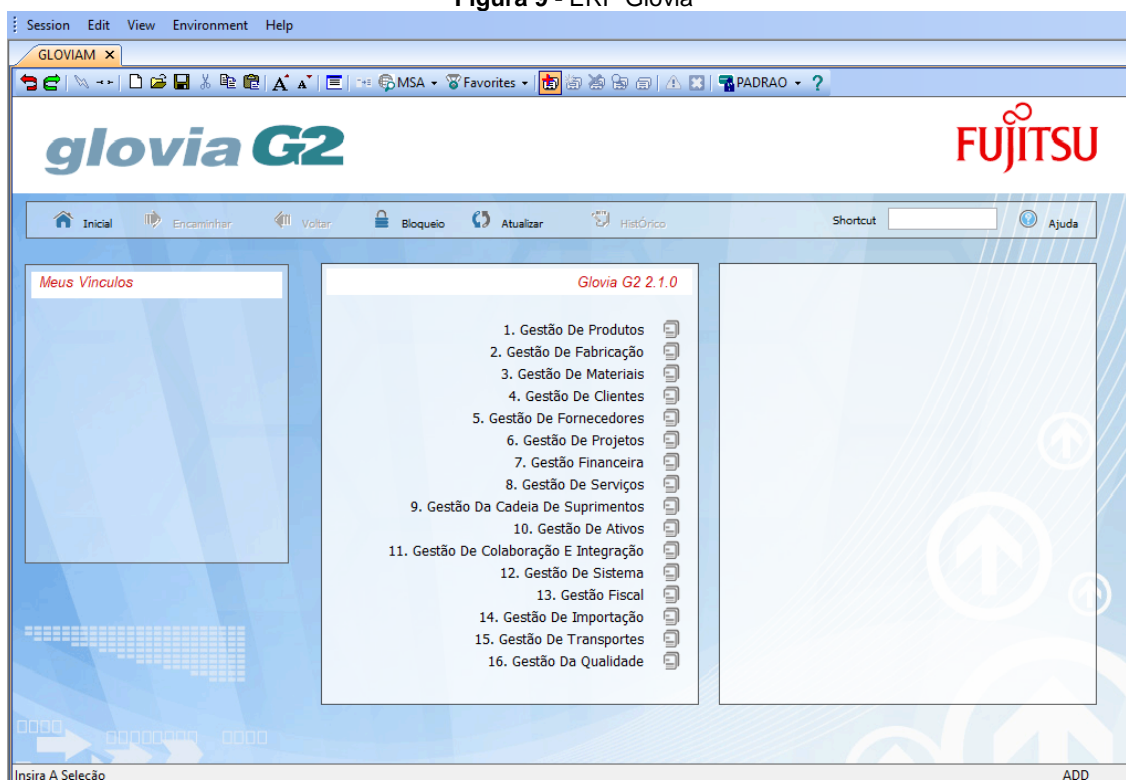 Figura 9 - ERP Glovia
Session Edit View Environment Help
GLOVIAM
MSA Favorites PADRAO ?
glovia G2
FUJITSU
Inicial Encaminhar Voltar Bloqueio Atualizar HistÓrico Shortcut Ajuda
Meus Vinculos
Glovia G2 2.1.0
1. Gestão De Produtos
2. Gestão De Fabricação
3. Gestão De Materiais
4. Gestão De Clientes
5. Gestão De Fornecedores
6. Gestão De Projetos
7. Gestão Financeira
8. Gestão De Serviços
9. Gestão Da Cadeia De Suprimentos
10. Gestão De Ativos
11. Gestão De Colaboração E Integração
12. Gestão De Sistema
13. Gestão Fiscal
14. Gestão De Importação
15. Gestão De Transportes
16. Gestão Da Qualidade
Insira A Seleção ADD